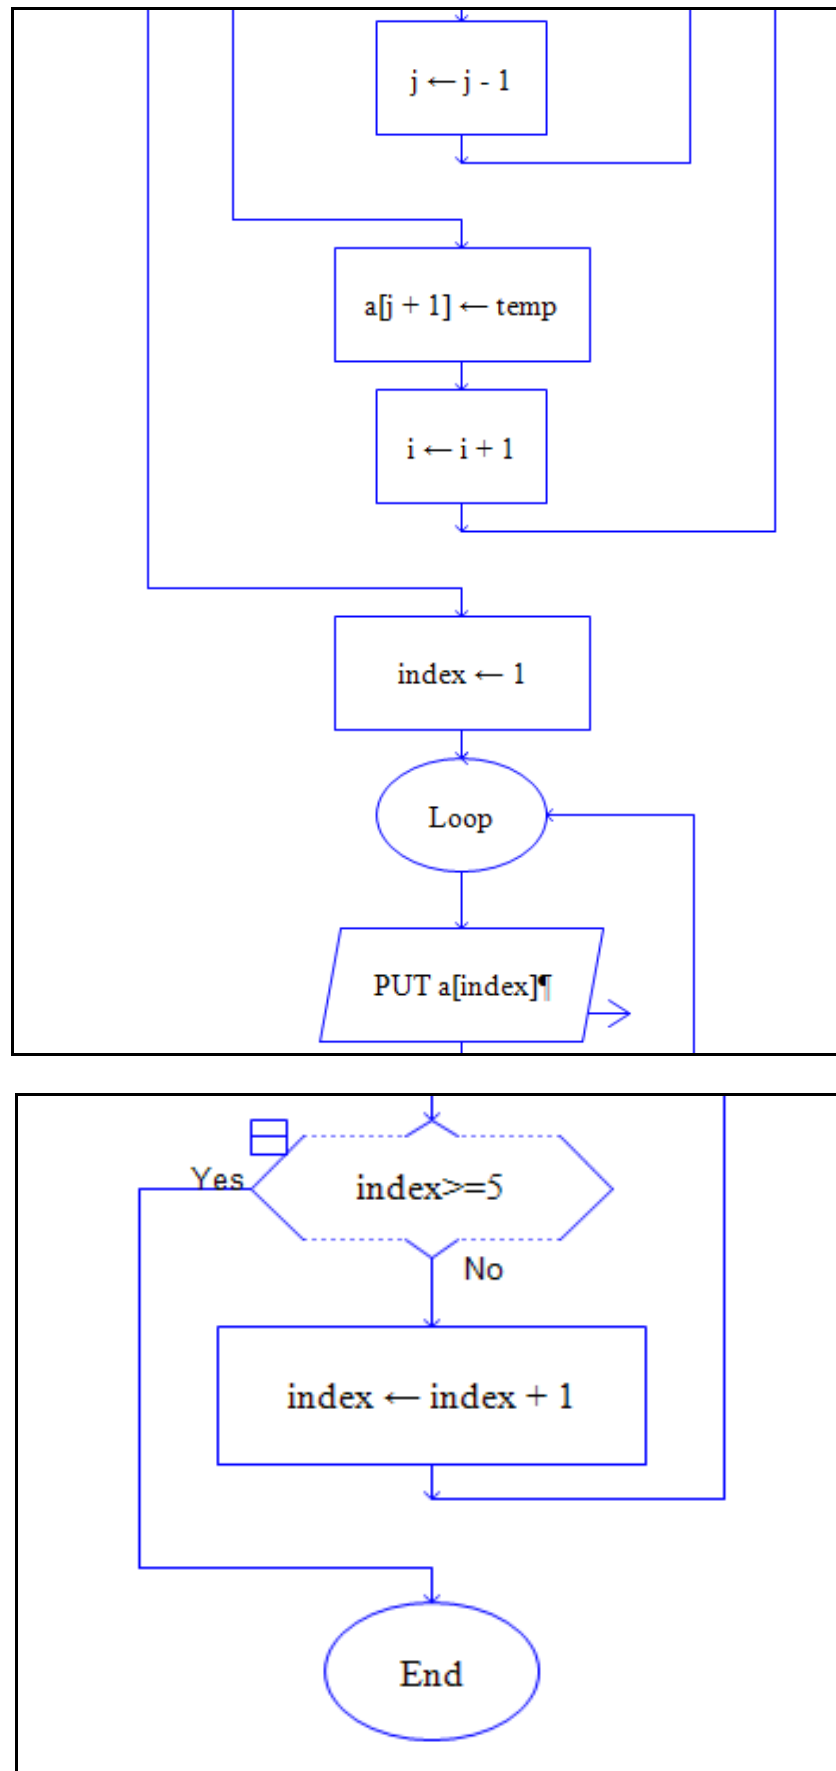 j ← j - 1
a[j + 1] ← temp
i ← i + 1
index ← 1
Loop
PUT a[index]¶
Yes
index>=5
No
index ← index + 1
End